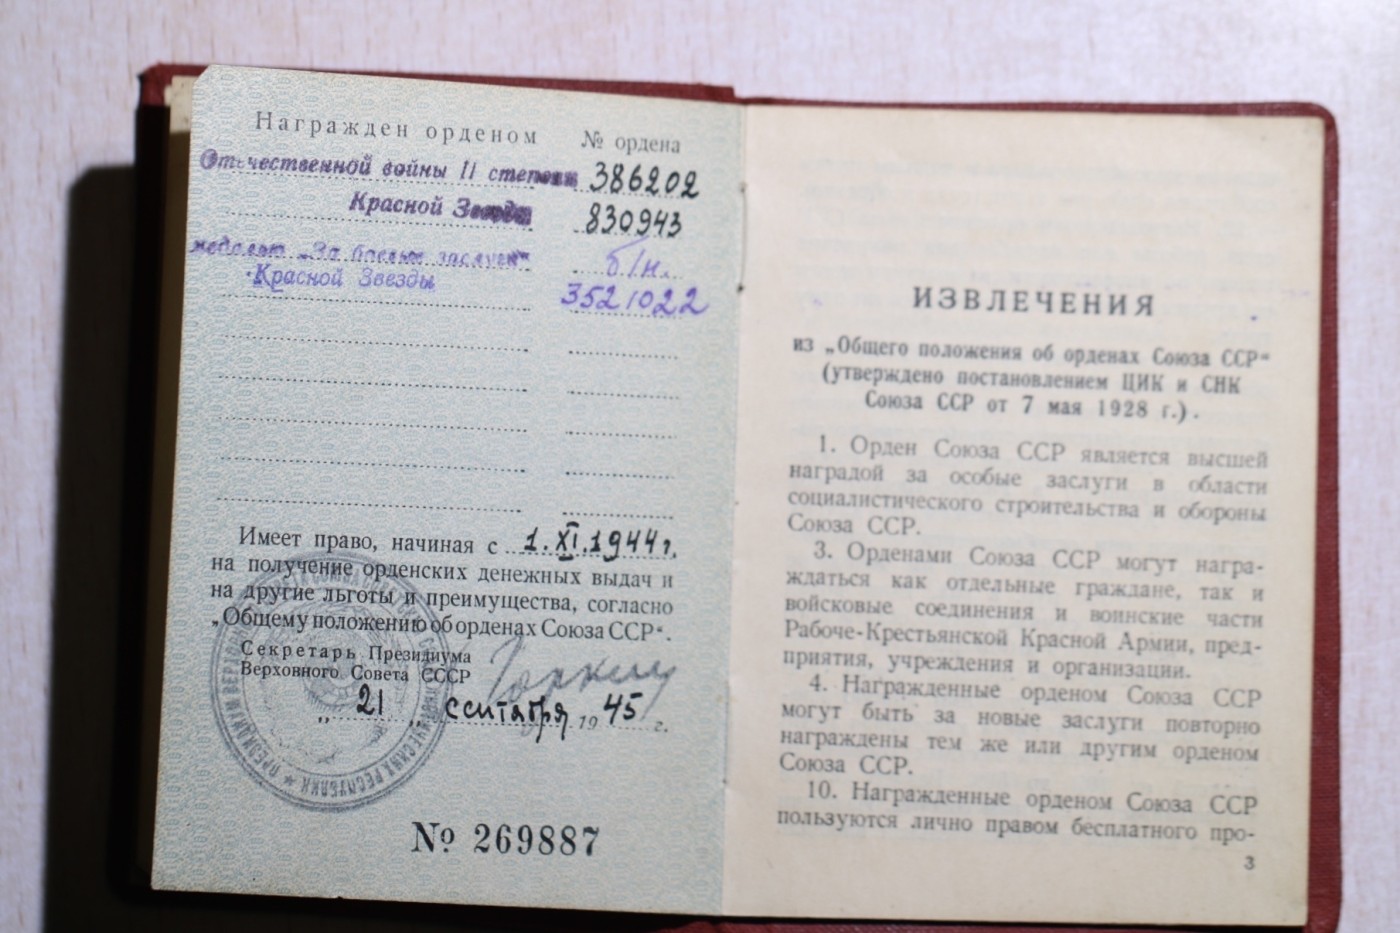 Награжден орденом № ордена
Отечественной войны II степени 386202
Красной Звезда 830943
медалью „За боевые заслуги“ б/н.
Красной Звезды 3521022
Имеет право, начиная с 1.XI.1944г.
на получение орденских денежных выдач и
на другие льготы и преимущества, согласно
„Общему положению об орденах Союза ССР“.
Секретарь Президиума
Верховного Совета СССР
„ 21 „ сентября 1945 г.
№ 269887
ИЗВЛЕЧЕНИЯ
из „Общего положения об орденах Союза ССР“
(утверждено постановлением ЦИК и СНК
Союза ССР от 7 мая 1928 г.).
1. Орден Союза ССР является высшей
наградой за особые заслуги в области
социалистического строительства и обороны
Союза ССР.
3. Орденами Союза ССР могут награ-
ждаться как отдельные граждане, так и
войсковые соединения и воинские части
Рабоче-Крестьянской Красной Армии, пред-
приятия, учреждения и организации.
4. Награжденные орденом Союза ССР
могут быть за новые заслуги повторно
награждены тем же или другим орденом
Союза ССР.
10. Награжденные орденом Союза ССР
пользуются лично правом бесплатного про-
3